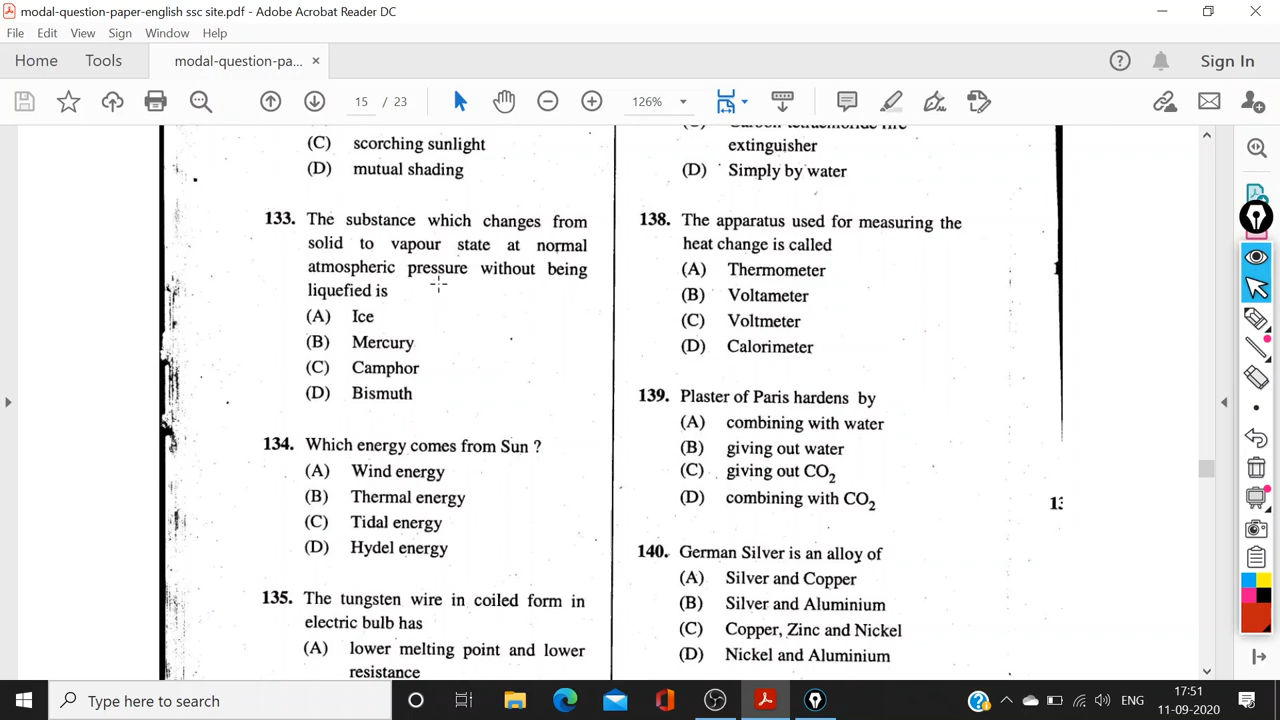 modal-question-paper-english ssc site.pdf - Adobe Acrobat Reader DC
File Edit View Sign Window Help
Home Tools modal-question-pa... × Sign In
15 / 23 126%
(C) scorching sunlight
(D) mutual shading
133. The substance which changes from
solid to vapour state at normal
atmospheric pressure without being
liquefied is
(A) Ice
(B) Mercury
(C) Camphor
(D) Bismuth
134. Which energy comes from Sun ?
(A) Wind energy
(B) Thermal energy
(C) Tidal energy
(D) Hydel energy
135. The tungsten wire in coiled form in
electric bulb has
(A) lower melting point and lower
resistance
extinguisher
(D) Simply by water
138. The apparatus used for measuring the
heat change is called
(A) Thermometer
(B) Voltameter
(C) Voltmeter
(D) Calorimeter
139. Plaster of Paris hardens by
(A) combining with water
(B) giving out water
(C) giving out CO₂
(D) combining with CO₂
140. German Silver is an alloy of
(A) Silver and Copper
(B) Silver and Aluminium
(C) Copper, Zinc and Nickel
(D) Nickel and Aluminium
Type here to search
ENG
17:51
11-09-2020